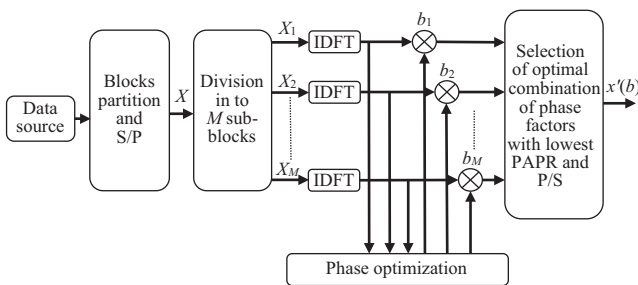 Data
source
Blocks
partition
and
S/P
X
Division
in to
M sub-
blocks
X1
IDFT
b1
X2
IDFT
b2
XM
IDFT
bM
Phase optimization
Selection
of optimal
combination
of phase
factors
with lowest
PAPR and
P/S
x'(b)